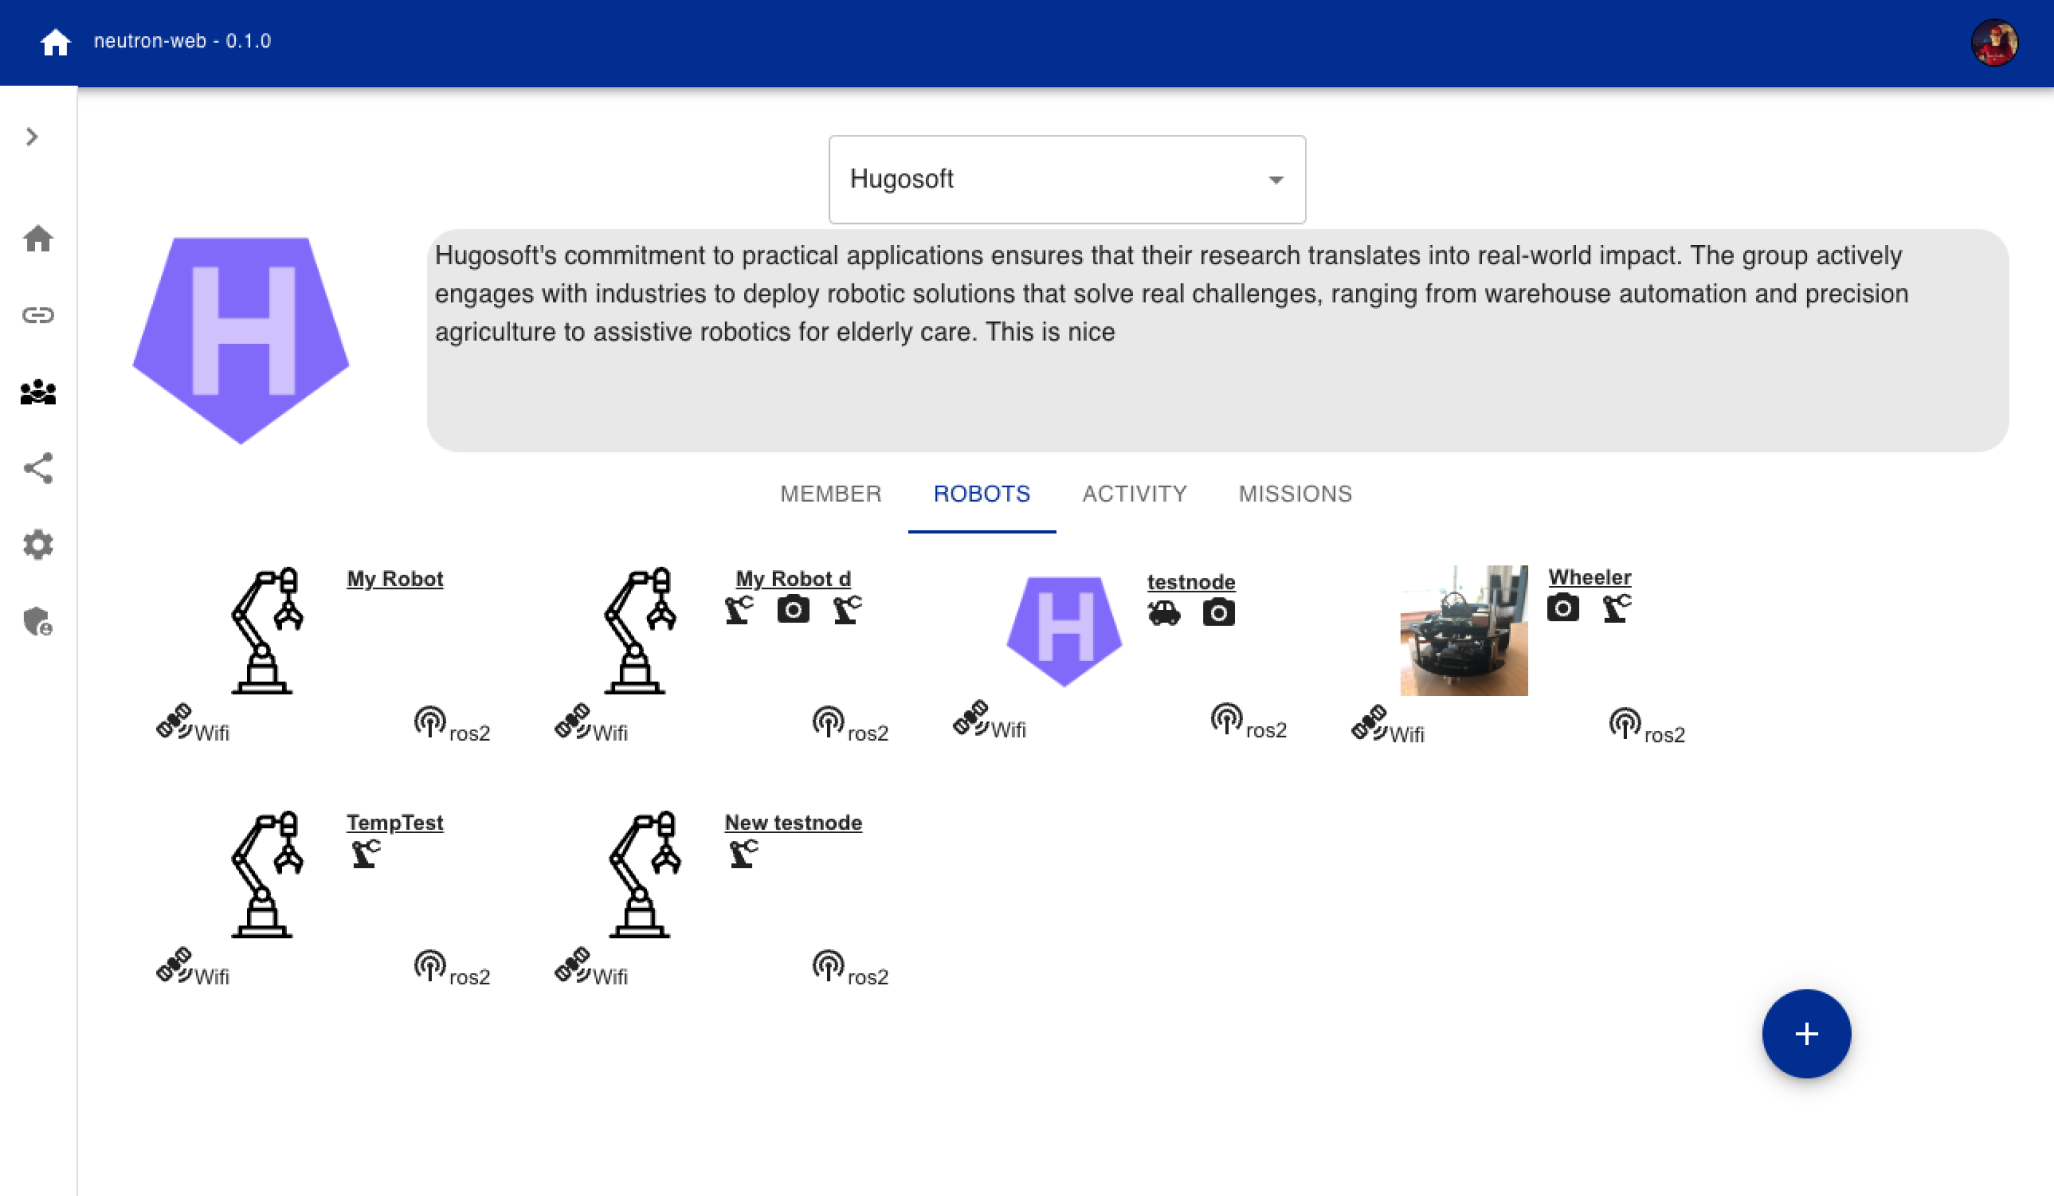 neutron-web - 0.1.0
Hugosoft
H
Hugosoft's commitment to practical applications ensures that their research translates into real-world impact. The group actively
engages with industries to deploy robotic solutions that solve real challenges, ranging from warehouse automation and precision
agriculture to assistive robotics for elderly care. This is nice
MEMBER ROBOTS ACTIVITY MISSIONS
My Robot
Wifi ros2
My Robot d
Wifi ros2
H
testnode
Wifi ros2
Wheeler
Wifi ros2
TempTest
Wifi ros2
New testnode
Wifi ros2
+